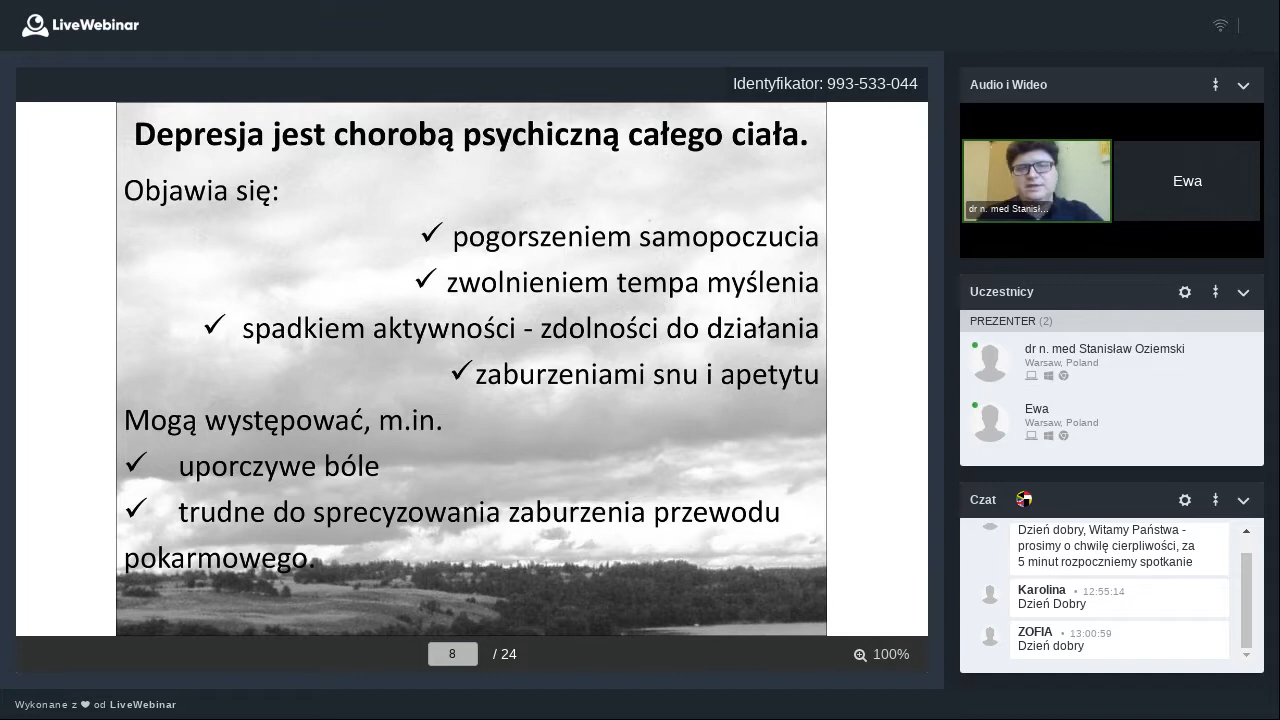 LiveWebinar
Identyfikator: 993-533-044
Depresja jest chorobą psychiczną całego ciała.
Objawia się:
✓ pogorszeniem samopoczucia
✓ zwolnieniem tempa myślenia
✓ spadkiem aktywności - zdolności do działania
✓ zaburzeniami snu i apetytu
Mogą występować, m.in.
✓ uporczywe bóle
✓ trudne do sprecyzowania zaburzenia przewodu
pokarmowego.
8 / 24
100%
Audio i Wideo
dr n. med Stanisł...
Ewa
Uczestnicy
PREZENTER (2)
dr n. med Stanisław Oziemski
Warsaw, Poland
Ewa
Warsaw, Poland
Czat
Dzień dobry, Witamy Państwa -
prosimy o chwilę cierpliwości, za
5 minut rozpoczniemy spotkanie
Karolina • 12:55:14
Dzień Dobry
ZOFIA • 13:00:59
Dzień dobry
Wykonane z ❤ od LiveWebinar